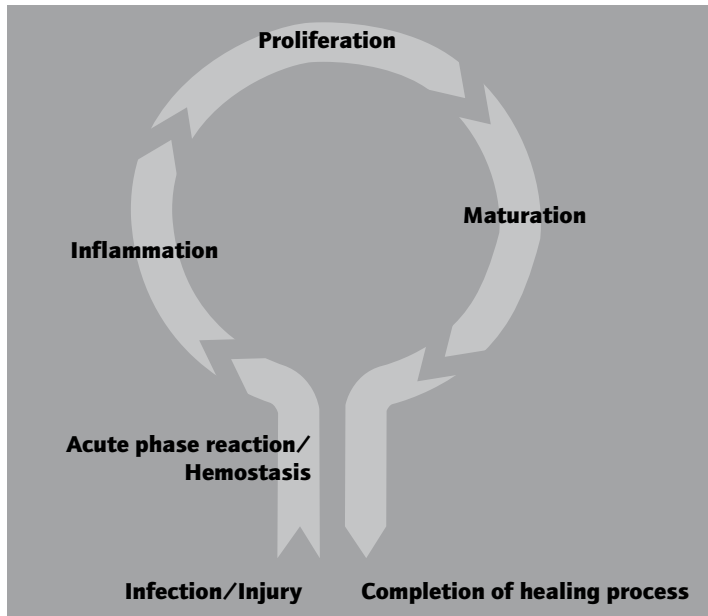 Proliferation
Maturation
Inflammation
Acute phase reaction/
Hemostasis
Infection/Injury
Completion of healing process